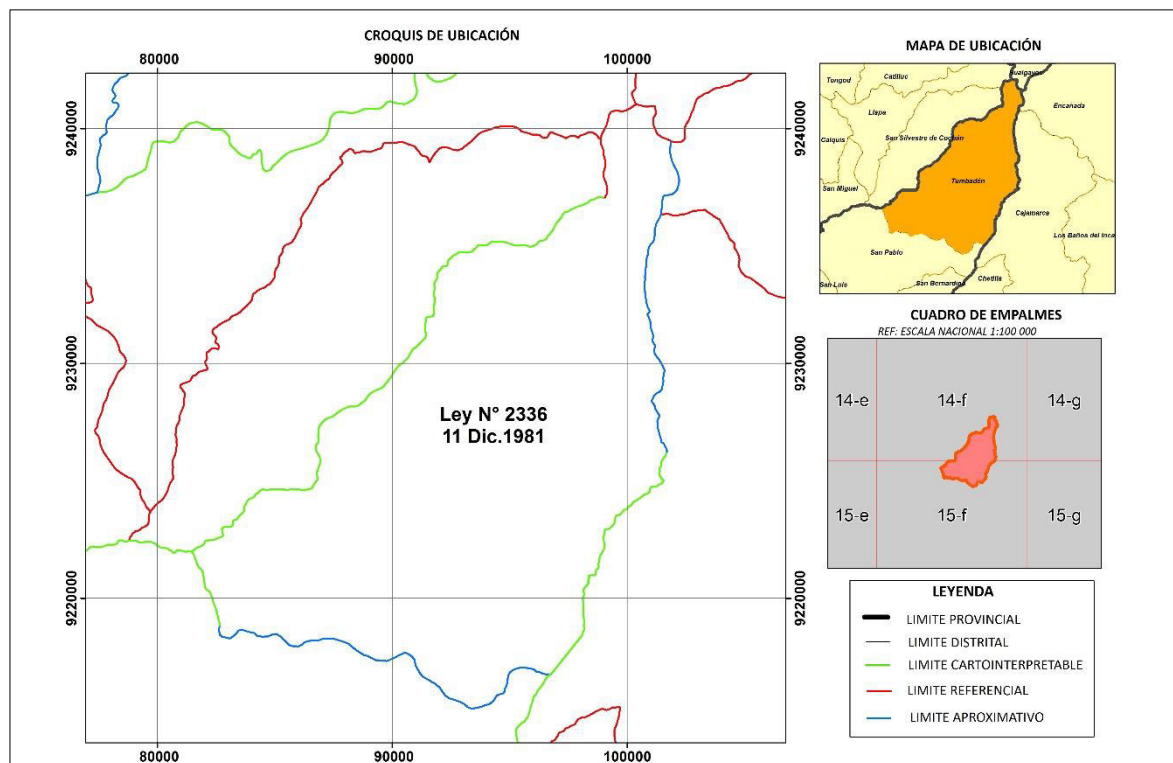 CROQUIS DE UBICACIÓN
80000
90000
100000
9240000
9240000
9230000
9230000
9220000
9220000
80000
90000
100000
Ley N° 2336
11 Dic.1981
MAPA DE UBICACIÓN
Tongod
Catilluc
Hualgayoc
Encañada
Llapa
Calquis
San Silvestre de Cochán
San Miguel
Tumbadén
Cajamarca
Los Baños del Inca
San Pablo
Chetilla
San Luis
San Bernardino
CUADRO DE EMPALMES
REF: ESCALA NACIONAL 1:100 000
14-e
14-f
14-g
15-e
15-f
15-g
LEYENDA
LIMITE PROVINCIAL
LIMITE DISTRITAL
LIMITE CARTOINTERPRETABLE
LIMITE REFERENCIAL
LIMITE APROXIMATIVO